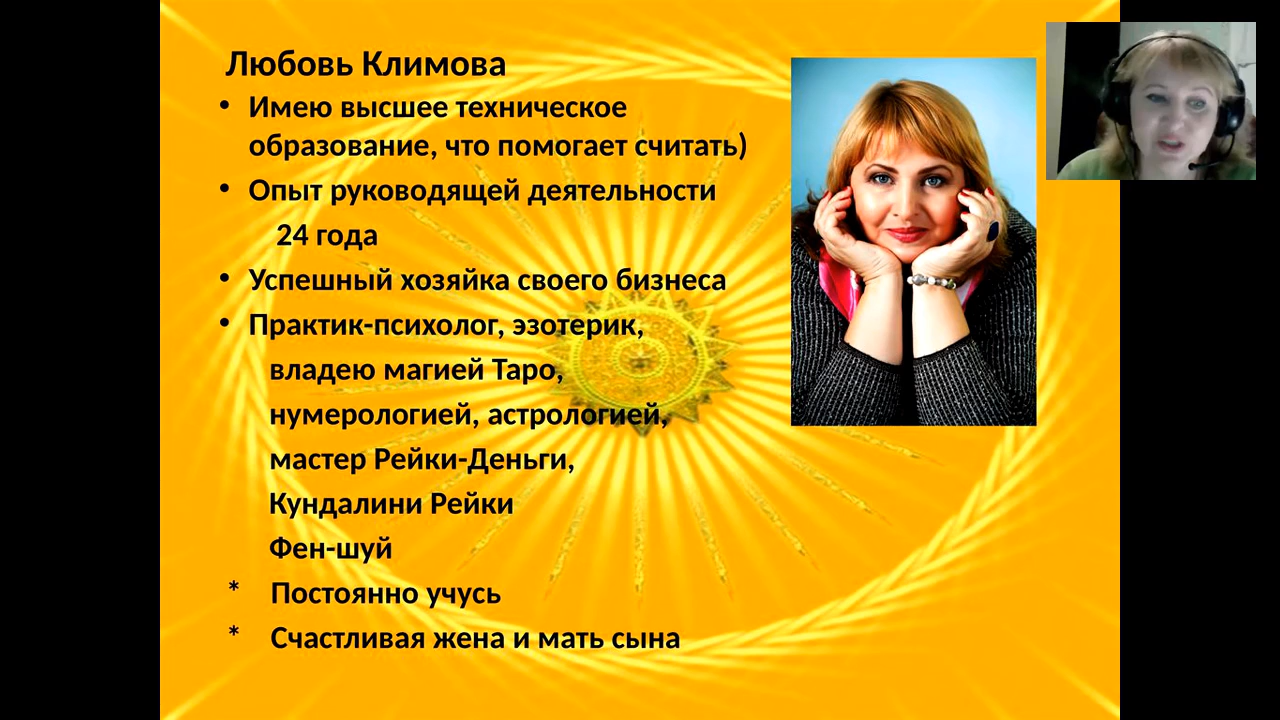 Любовь Климова
• Имею высшее техническое
образование, что помогает считать)
• Опыт руководящей деятельности
24 года
• Успешный хозяйка своего бизнеса
• Практик-психолог, эзотерик,
владею магией Таро,
нумерологией, астрологией,
мастер Рейки-Деньги,
Кундалини Рейки
Фен-шуй
* Постоянно учусь
* Счастливая жена и мать сына